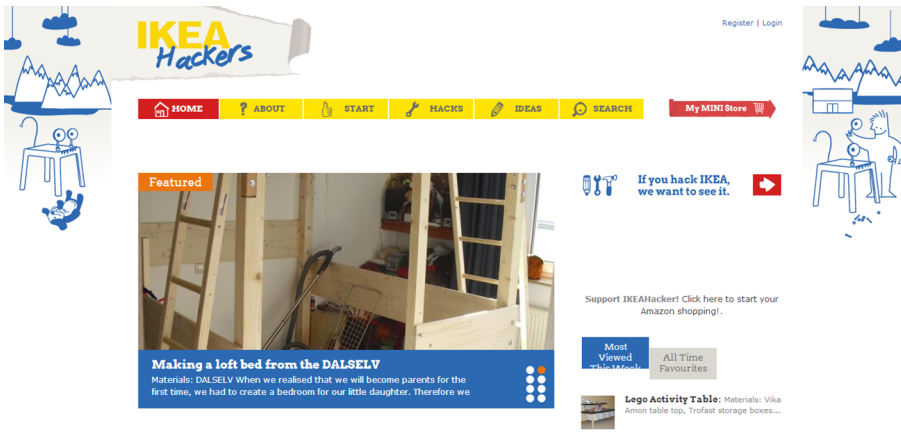 IKEA
Hackers
Register | Login
HOME
ABOUT
START
HACKS
IDEAS
SEARCH
My MINI Store
Featured
If you hack IKEA,
we want to see it.
Support IKEAHacker! Click here to start your
Amazon shopping!.
Making a loft bed from the DALSELV
Materials: DALSELV When we realised that we will become parents for the
first time, we had to create a bedroom for our little daughter. Therefore we
Most
Viewed
This Week
All Time
Favourites
Lego Activity Table: Materials: Vika
Amon table top, Trofast storage boxes...